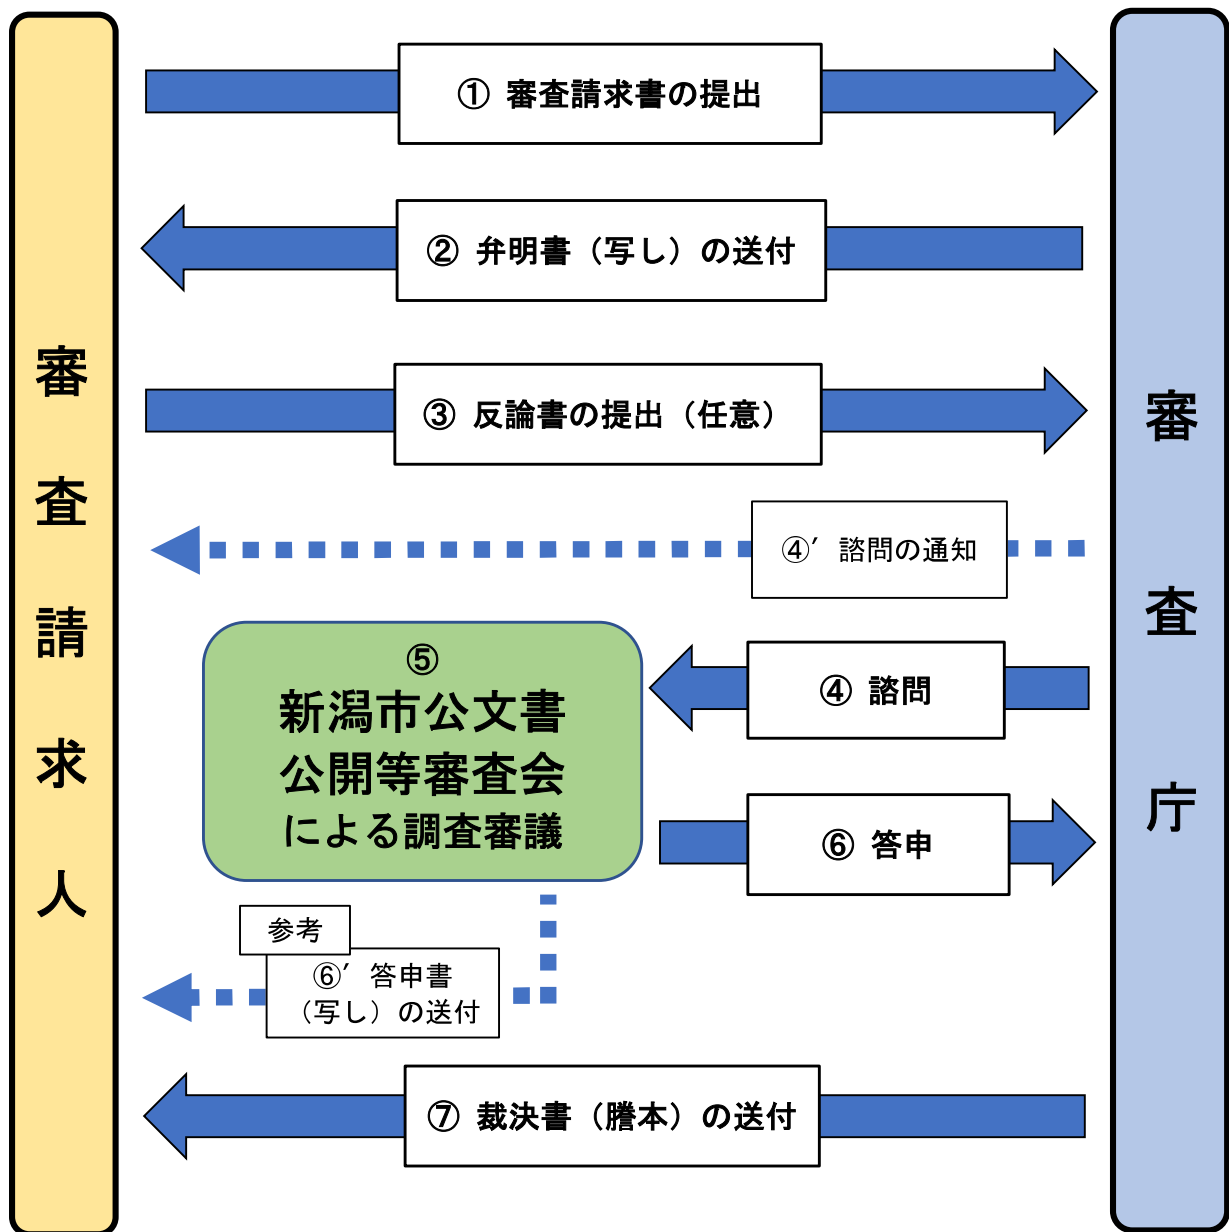 審査請求人
① 審査請求書の提出
② 弁明書（写し）の送付
③ 反論書の提出（任意）
④′ 諮問の通知
④ 諮問
⑤
新潟市公文書
公開等審査会
による調査審議
⑥ 答申
参考
⑥′ 答申書
（写し）の送付
⑦ 裁決書（謄本）の送付
審査庁